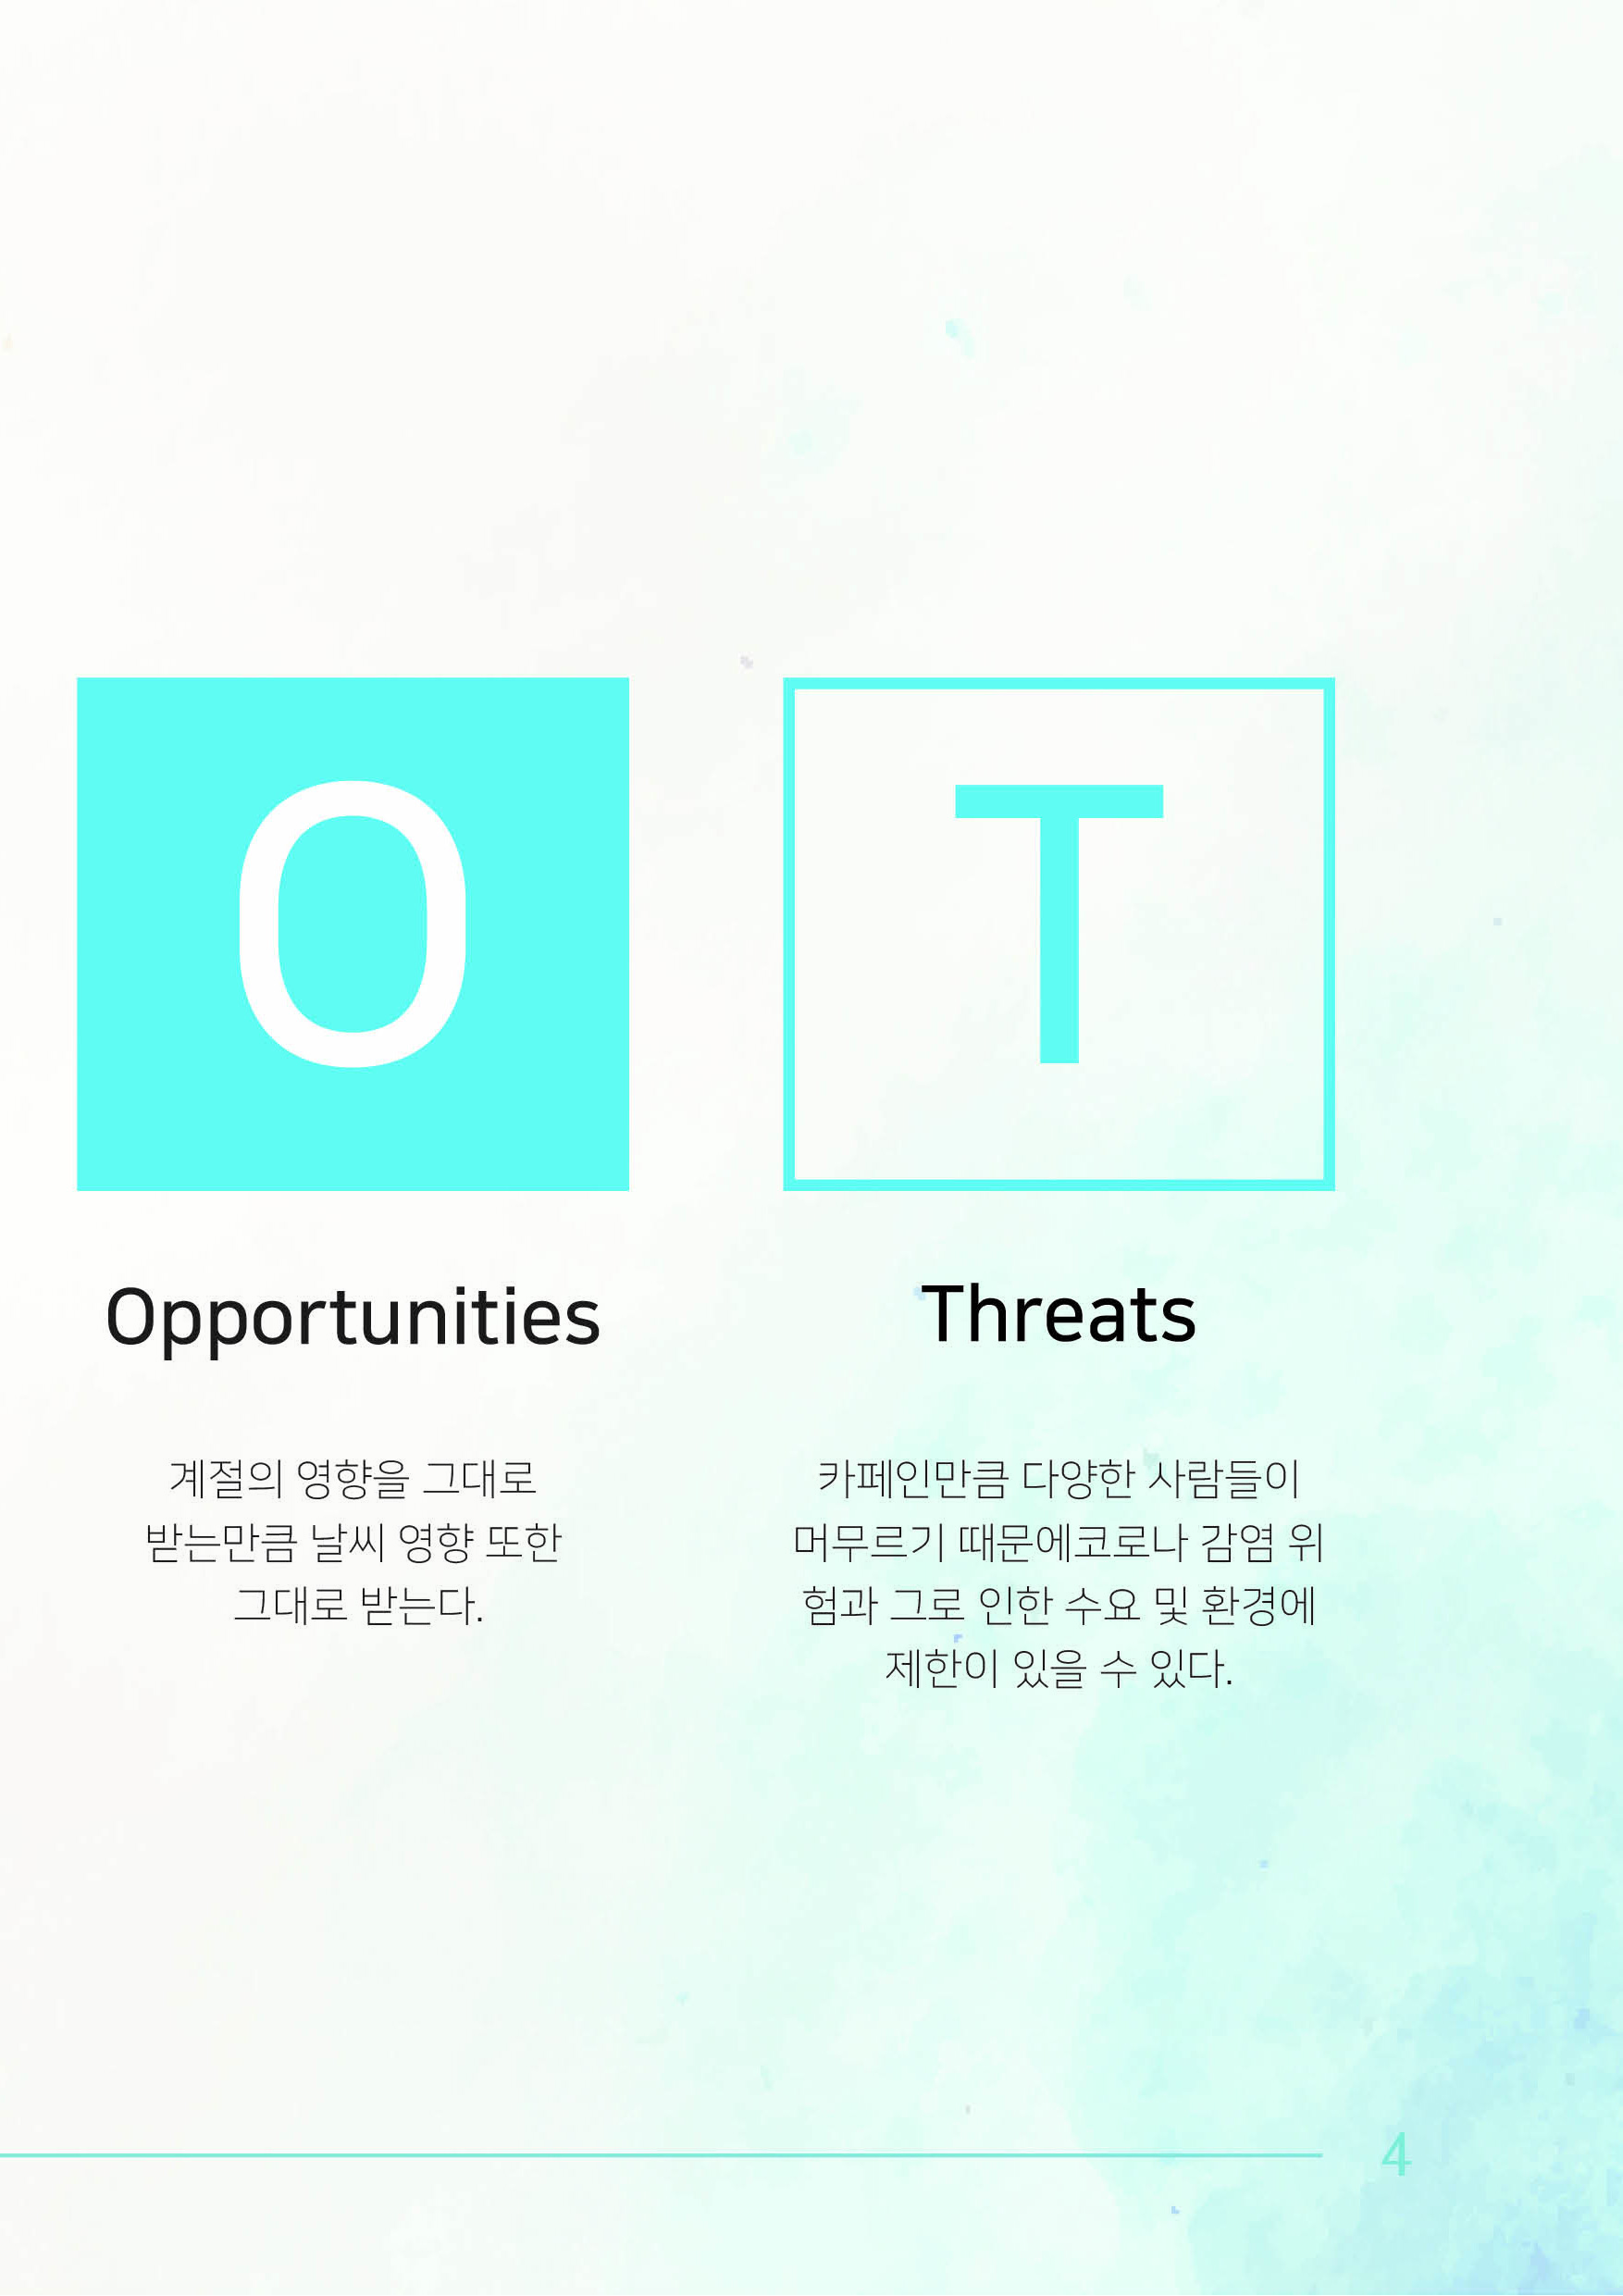 O
Opportunities
계절의 영향을 그대로
받는만큼 날씨 영향 또한
그대로 받는다.
T
Threats
카페인만큼 다양한 사람들이
머무르기 때문에코로나 감염 위
험과 그로 인한 수요 및 환경에
제한이 있을 수 있다.
4